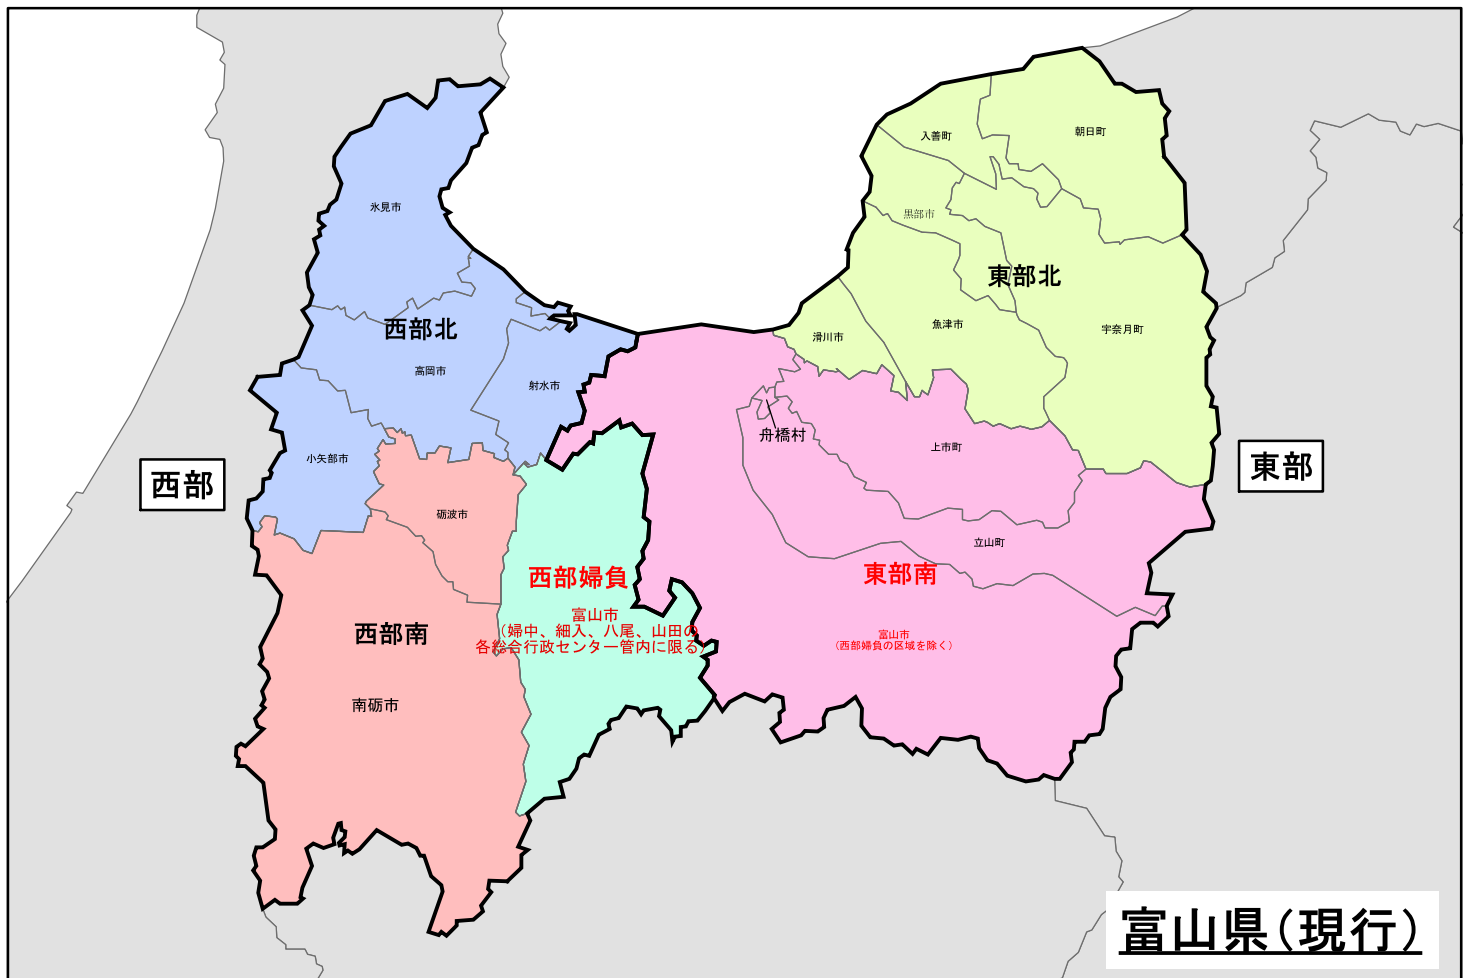 朝日町
入善町
氷見市
黒部市
東部北
西部北
魚津市
宇奈月町
滑川市
高岡市
射水市
舟橋村
上市町
小矢部市
西部
東部
砺波市
立山町
西部婦負
東部南
富山市
(婦中、細入、八尾、山田の
各総合行政センター管内に限る)
西部南
富山市
(西部婦負の区域を除く)
南砺市
富山県(現行)